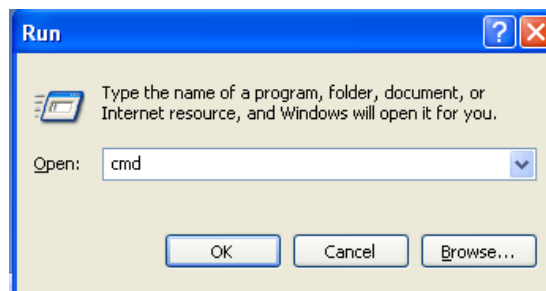 Run
Type the name of a program, folder, document, or
Internet resource, and Windows will open it for you.
Open: cmd
OK Cancel Browse...